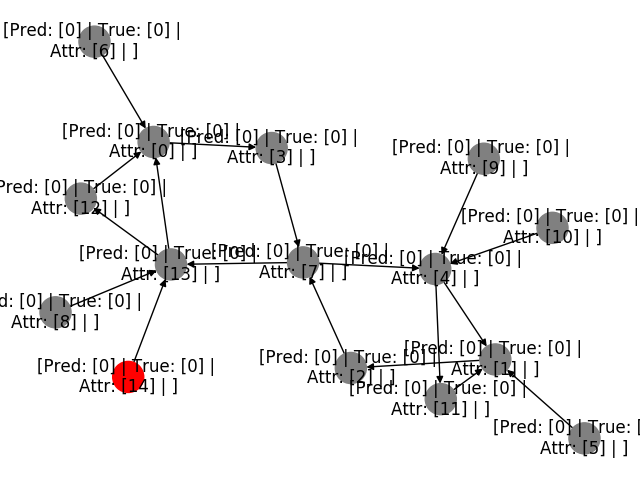 [Pred: [0] | True: [0] |
Attr: [6] | ]
[Pred: [0] | True: [0] |
Attr: [0] | ]
[Pred: [0] | True: [0] |
Attr: [3] | ]
[Pred: [0] | True: [0] |
Attr: [9] | ]
Pred: [0] | True: [0] |
Attr: [12] | ]
[Pred: [0] | True: [0] |
Attr: [10] | ]
[Pred: [0] | True: [0] |
Attr: [13] | ]
[Pred: [0] | True: [0] |
Attr: [7] | ]
[Pred: [0] | True: [0] |
Attr: [4] | ]
d: [0] | True: [0] |
Attr: [8] | ]
[Pred: [0] | True: [0] |
Attr: [14] | ]
[Pred: [0] | True: [0] |
Attr: [2] | ]
[Pred: [0] | True: [0] |
Attr: [1] | ]
[Pred: [0] | True: [0] |
Attr: [11] | ]
[Pred: [0] | True: [
Attr: [5] | ]